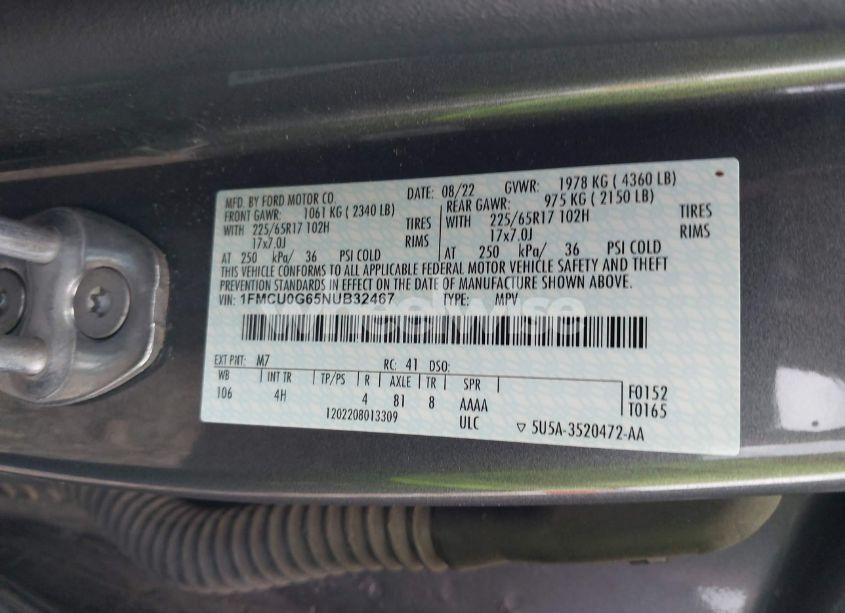 MFD. BY FORD MOTOR CO.
DATE: 08/22 GVWR: 1978 KG ( 4360 LB)
FRONT GAWR: 1061 KG ( 2340 LB) REAR GAWR: 975 KG ( 2150 LB)
WITH 225/65R17 102H TIRES WITH 225/65R17 102H TIRES
17x7.0J RIMS 17x7.0J RIMS
AT 250 kPa/ 36 PSI COLD AT 250 kPa/ 36 PSI COLD
THIS VEHICLE CONFORMS TO ALL APPLICABLE FEDERAL MOTOR VEHICLE SAFETY AND THEFT
PREVENTION STANDARDS IN EFFECT ON THE DATE OF MANUFACTURE SHOWN ABOVE.
VIN: 1FMCU0G65NUB32467 TYPE: MPV
EXT PNT: M7 RC: 41 DSO:
WB INT TR TP/PS R AXLE TR SPR
106 4H 4 81 8 AAAA
ULC
1202208013309
F0152
T0165
▽ 5U5A-3520472-AA